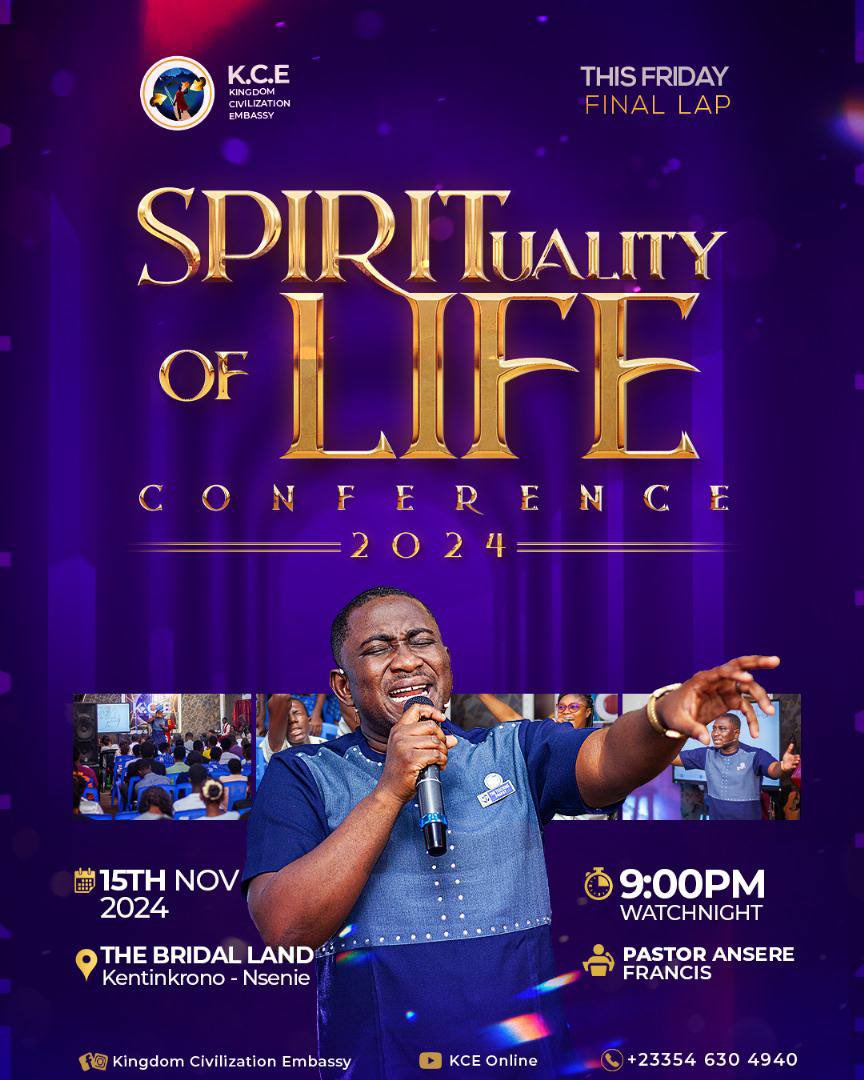 K.C.E
KINGDOM
CIVILIZATION
EMBASSY
THIS FRIDAY
FINAL LAP
SPIRITUALITY
OF LIFE
CONFERENCE
2024
15TH NOV
2024
THE BRIDAL LAND
Kentinkrono - Nsenie
9:00PM
WATCHNIGHT
PASTOR ANSERE
FRANCIS
Kingdom Civilization Embassy
KCE Online
+23354 630 4940